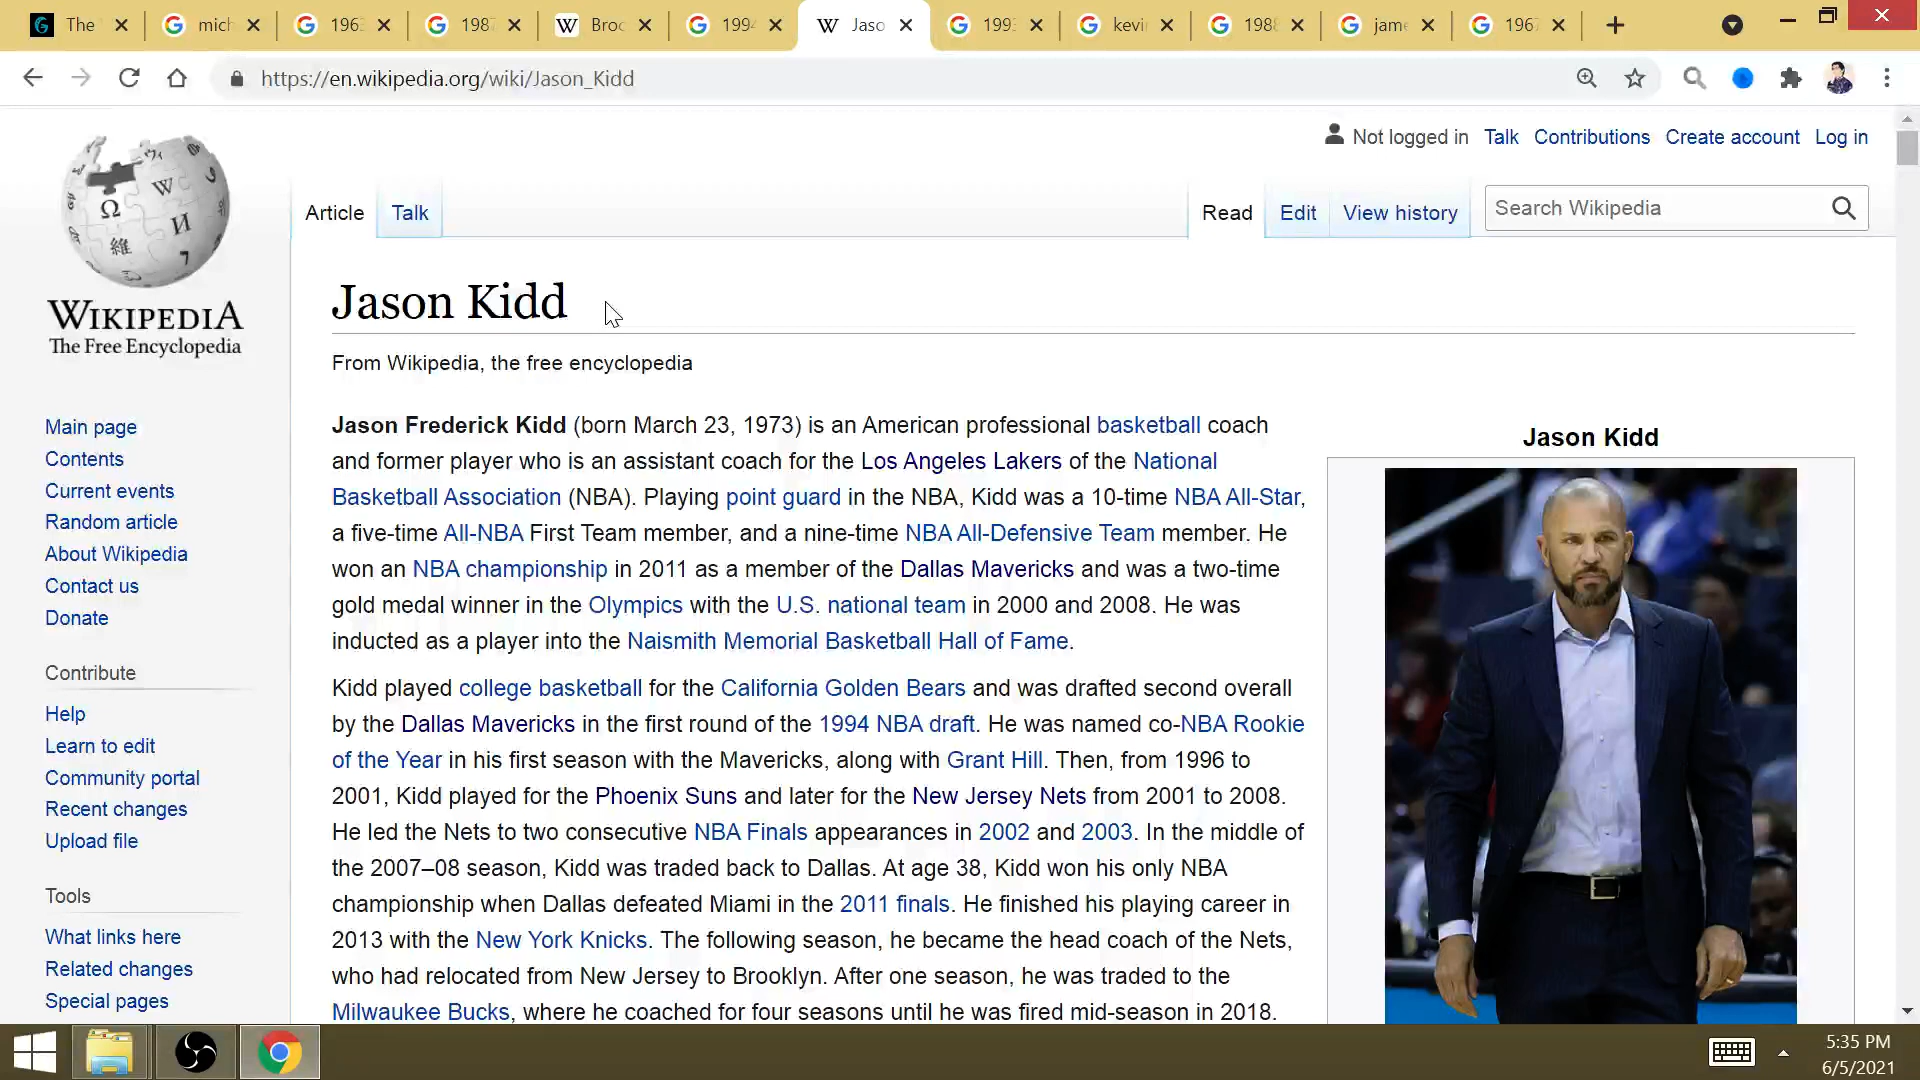 The
mich
1963
1987
Broo
1994
Jaso
199
kevi
1988
jame
1967
https://en.wikipedia.org/wiki/Jason_Kidd
Not logged in Talk Contributions Create account Log in
Article Talk Read Edit View history Search Wikipedia
WIKIPEDIA
The Free Encyclopedia
Main page
Contents
Current events
Random article
About Wikipedia
Contact us
Donate
Contribute
Help
Learn to edit
Community portal
Recent changes
Upload file
Tools
What links here
Related changes
Special pages
Jason Kidd
From Wikipedia, the free encyclopedia
Jason Frederick Kidd (born March 23, 1973) is an American professional basketball coach
and former player who is an assistant coach for the Los Angeles Lakers of the National
Basketball Association (NBA). Playing point guard in the NBA, Kidd was a 10-time NBA All-Star,
a five-time All-NBA First Team member, and a nine-time NBA All-Defensive Team member. He
won an NBA championship in 2011 as a member of the Dallas Mavericks and was a two-time
gold medal winner in the Olympics with the U.S. national team in 2000 and 2008. He was
inducted as a player into the Naismith Memorial Basketball Hall of Fame.
Kidd played college basketball for the California Golden Bears and was drafted second overall
by the Dallas Mavericks in the first round of the 1994 NBA draft. He was named co-NBA Rookie
of the Year in his first season with the Mavericks, along with Grant Hill. Then, from 1996 to
2001, Kidd played for the Phoenix Suns and later for the New Jersey Nets from 2001 to 2008.
He led the Nets to two consecutive NBA Finals appearances in 2002 and 2003. In the middle of
the 2007–08 season, Kidd was traded back to Dallas. At age 38, Kidd won his only NBA
championship when Dallas defeated Miami in the 2011 finals. He finished his playing career in
2013 with the New York Knicks. The following season, he became the head coach of the Nets,
who had relocated from New Jersey to Brooklyn. After one season, he was traded to the
Milwaukee Bucks, where he coached for four seasons until he was fired mid-season in 2018.
Jason Kidd
5:35 PM
6/5/2021